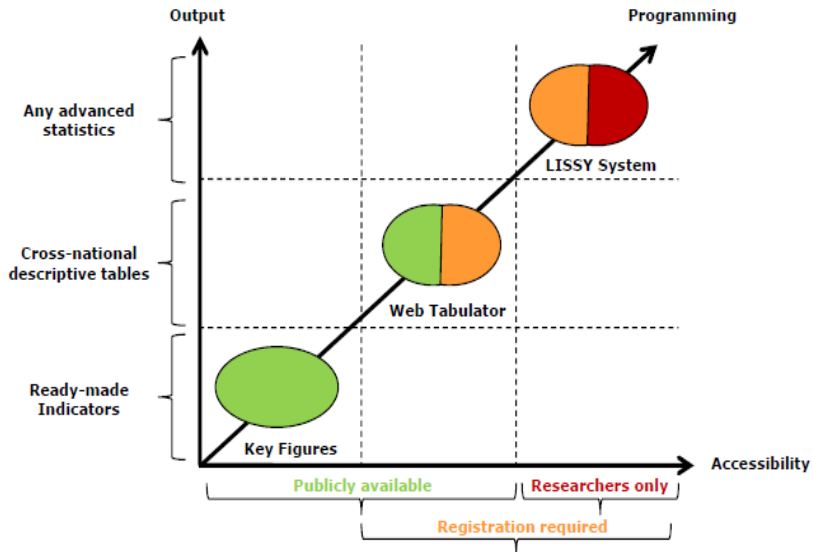 Output
Programming
Any advanced
statistics
LISSY System
Cross-national
descriptive tables
Web Tabulator
Ready-made
Indicators
Key Figures
Accessibility
Publicly available
Researchers only
Registration required